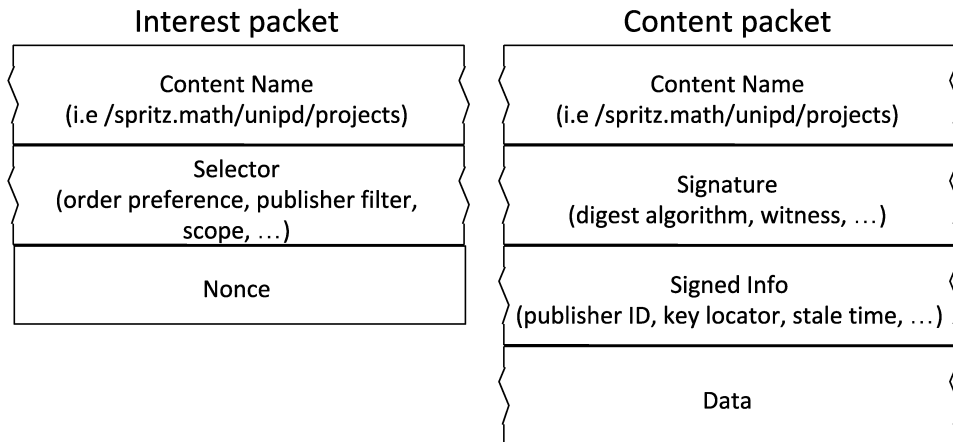 Interest packet
Content Name
(i.e /spritz.math/unipd/projects)
Selector
(order preference, publisher filter,
scope, …)
Nonce
Content packet
Content Name
(i.e /spritz.math/unipd/projects)
Signature
(digest algorithm, witness, …)
Signed Info
(publisher ID, key locator, stale time, …)
Data